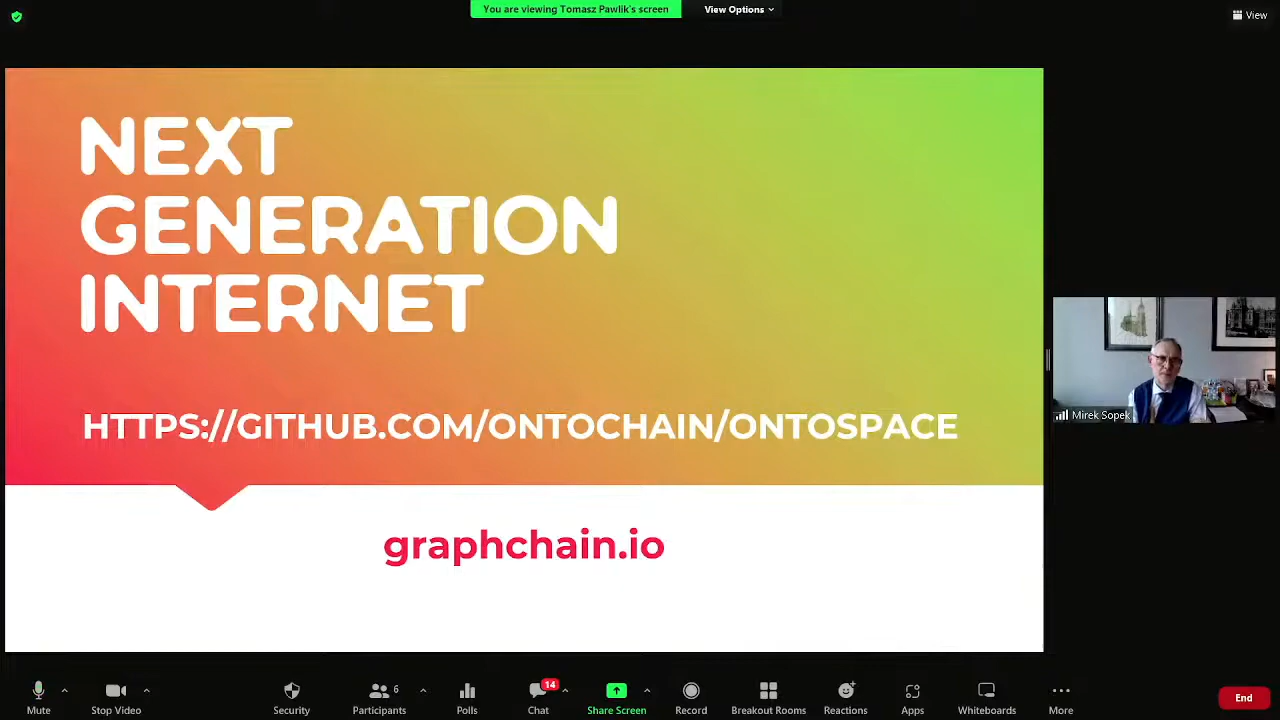 You are viewing Tomasz Pawlik's screen
View Options
View
NEXT
GENERATION
INTERNET
HTTPS://GITHUB.COM/ONTOCHAIN/ONTOSPACE
graphchain.io
Mirek Sopek
Mute
Stop Video
Security
6
Participants
Polls
14
Chat
Share Screen
Record
Breakout Rooms
Reactions
Apps
Whiteboards
More
End